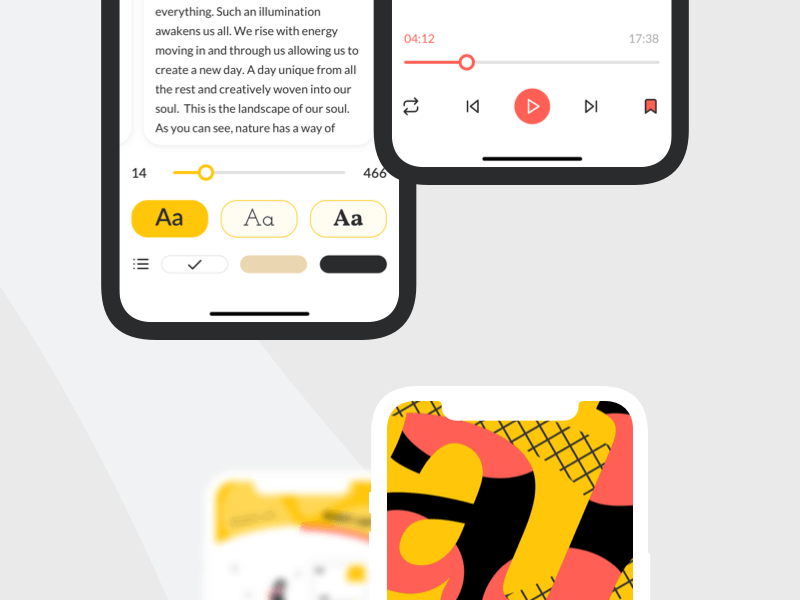 everything. Such an illumination
awakens us all. We rise with energy
moving in and through us allowing us to
create a new day. A day unique from all
the rest and creatively woven into our
soul.  This is the landscape of our soul.
As you can see, nature has a way of
14
466
Aa
Aa
Aa
04:12
17:38